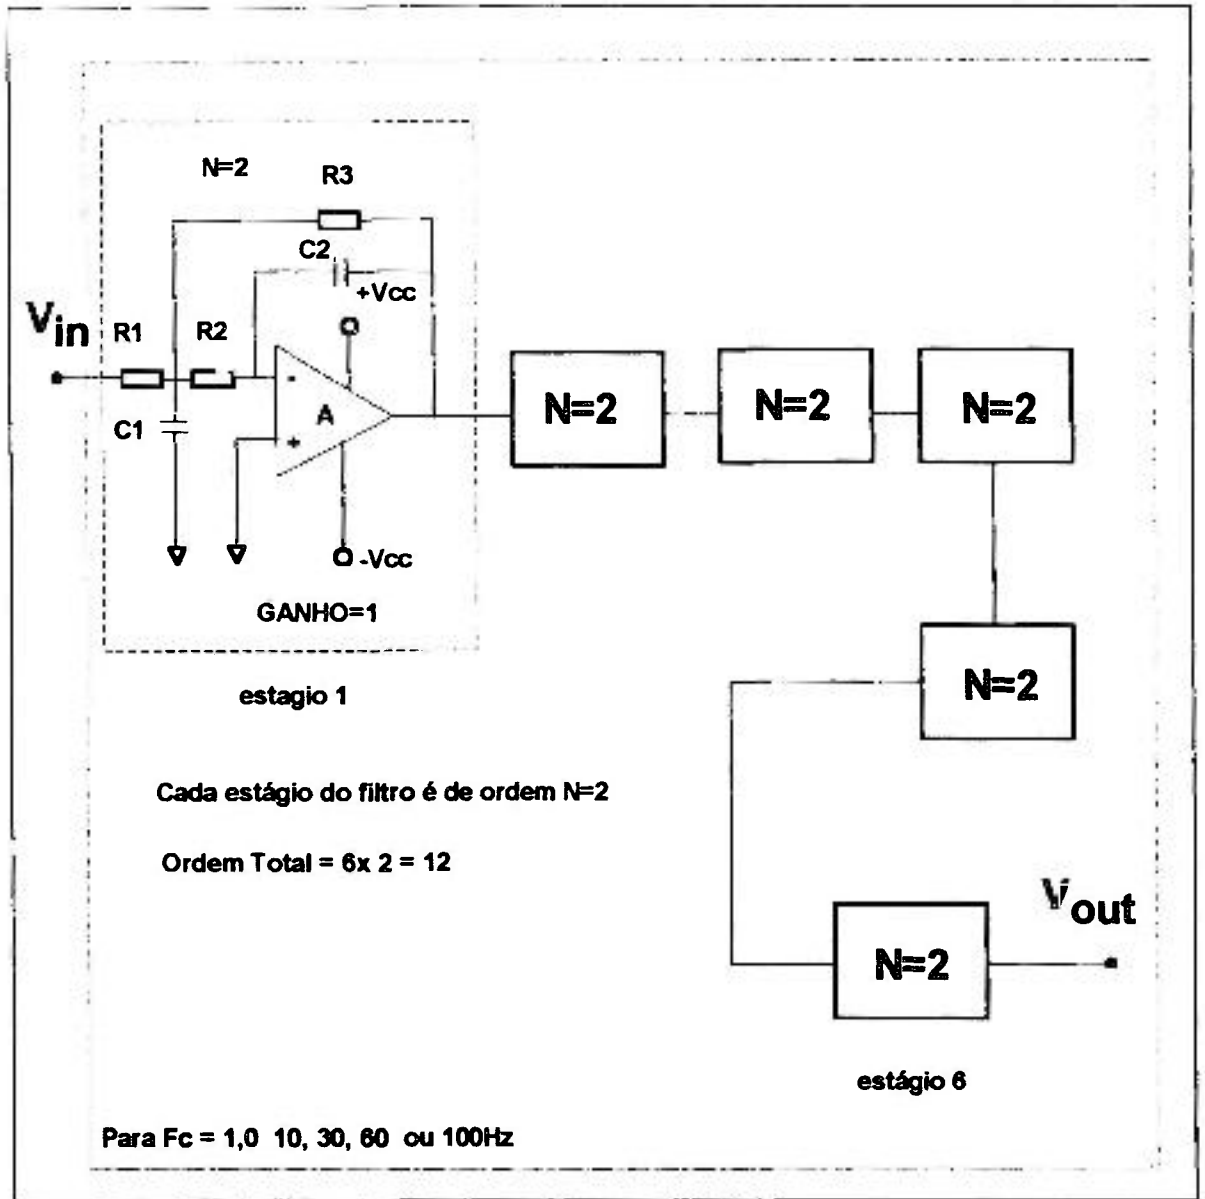 N=2
R3
C2
+Vcc
Vin
R1
R2
-
A
C1
+
-Vcc
GANHO=1
estagio 1
N=2
N=2
N=2
N=2
Cada estágio do filtro é de ordem N=2
Ordem Total = 6x 2 = 12
Vout
N=2
estágio 6
Para Fc = 1,0 10, 30, 60 ou 100Hz